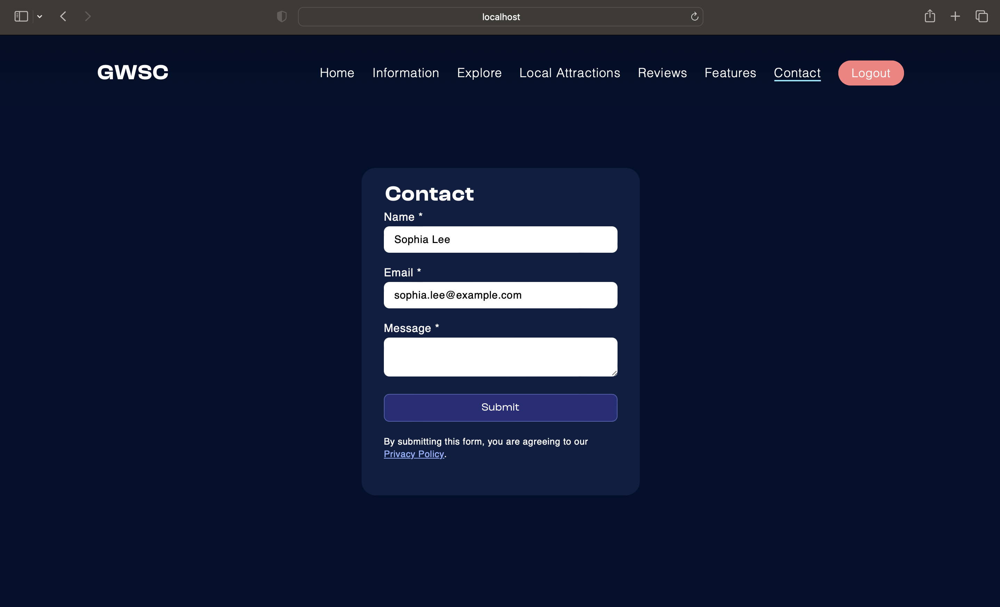 localhost
GWSC
Home Information Explore Local Attractions Reviews Features Contact Logout
Contact
Name *
Sophia Lee
Email *
sophia.lee@example.com
Message *
Submit
By submitting this form, you are agreeing to our
Privacy Policy.